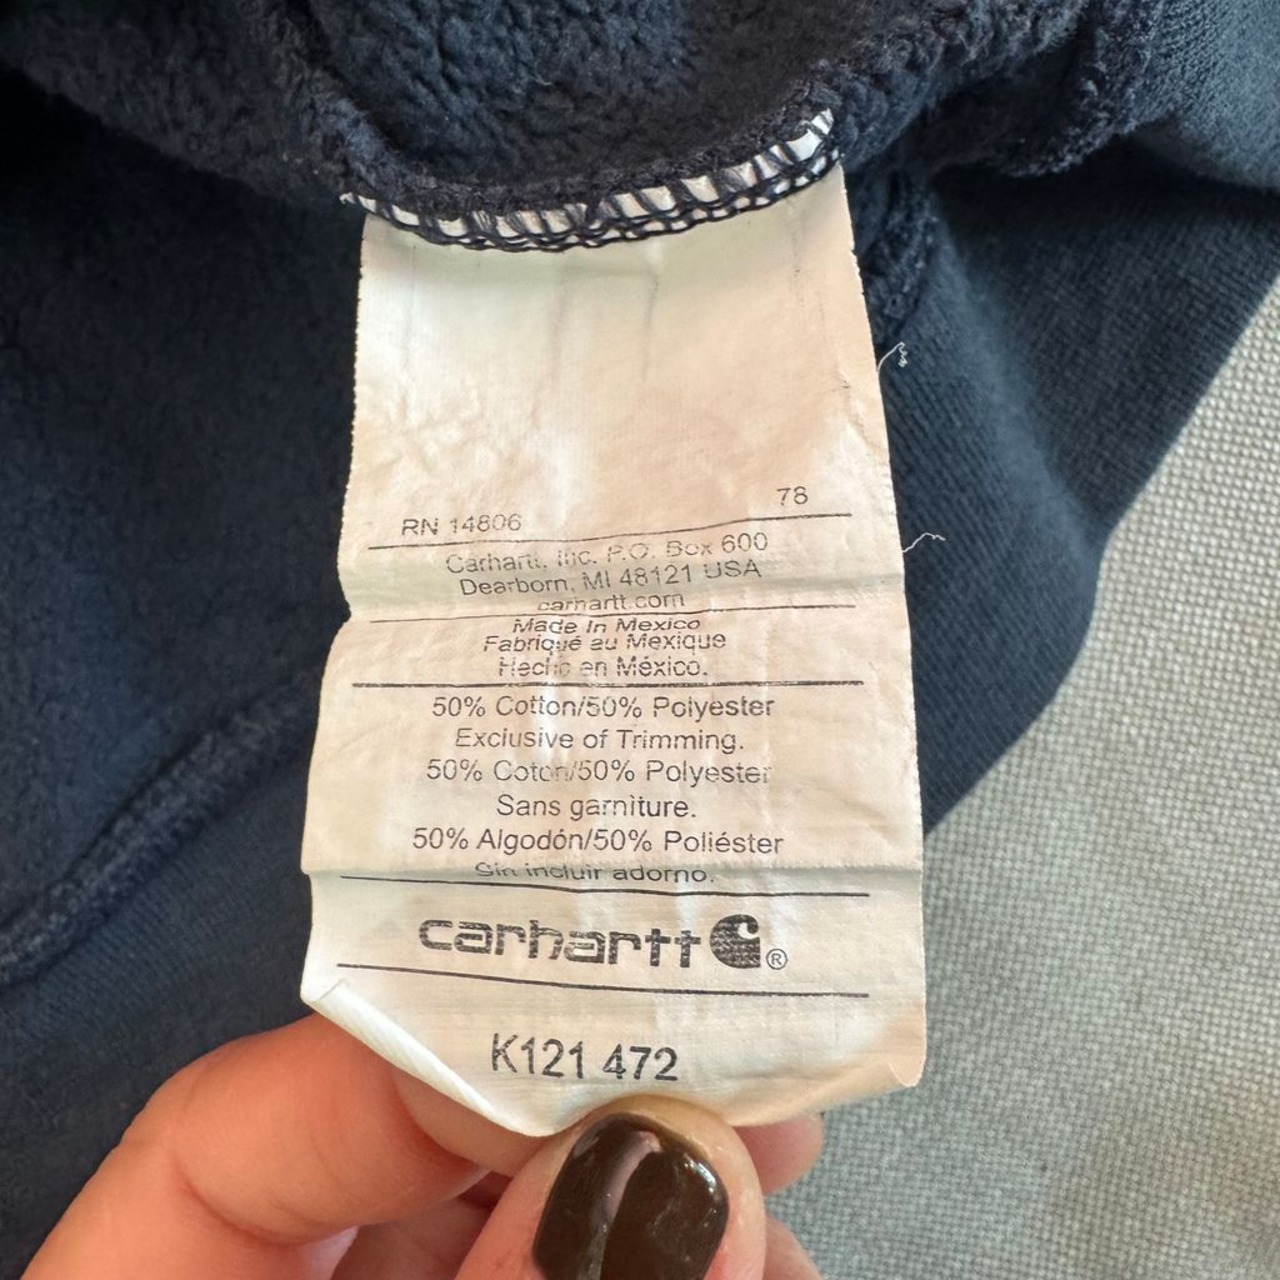 78
RN 14806
Carhartt, Inc. P.O. Box 600
Dearborn, MI 48121 USA
carhartt.com
Made In Mexico
Fabriqué au Mexique
Hecho en México.
50% Cotton/50% Polyester
Exclusive of Trimming.
50% Coton/50% Polyester
Sans garniture.
50% Algodón/50% Poliéster
Sin incluir adorno.
carhartt®
K121 472